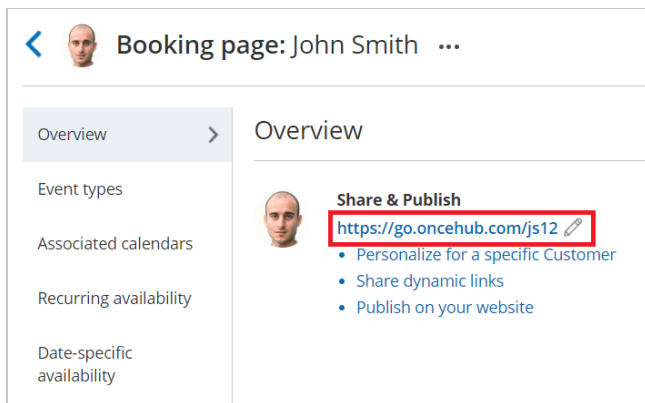 Booking page: John Smith
Overview
Event types
Associated calendars
Recurring availability
Date-specific
availability
Overview
Share & Publish
https://go.oncehub.com/js12
Personalize for a specific Customer
Share dynamic links
Publish on your website